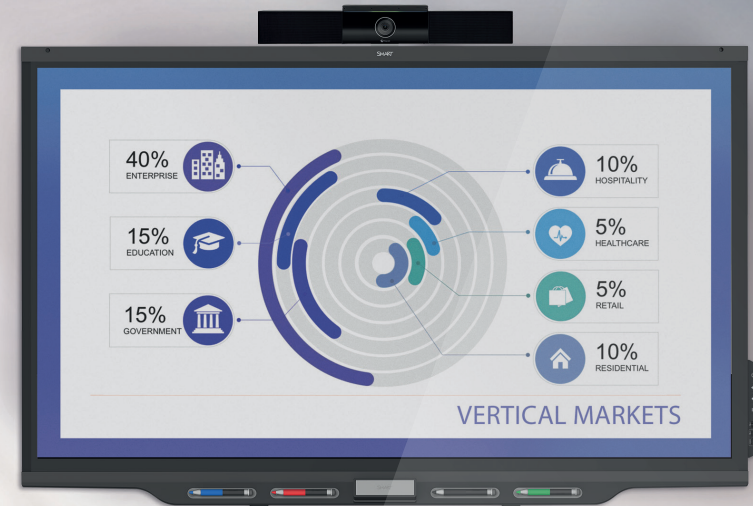 SMART
40%
ENTERPRISE
15%
EDUCATION
15%
GOVERNMENT
10%
HOSPITALITY
5%
HEALTHCARE
5%
RETAIL
10%
RESIDENTIAL
VERTICAL MARKETS